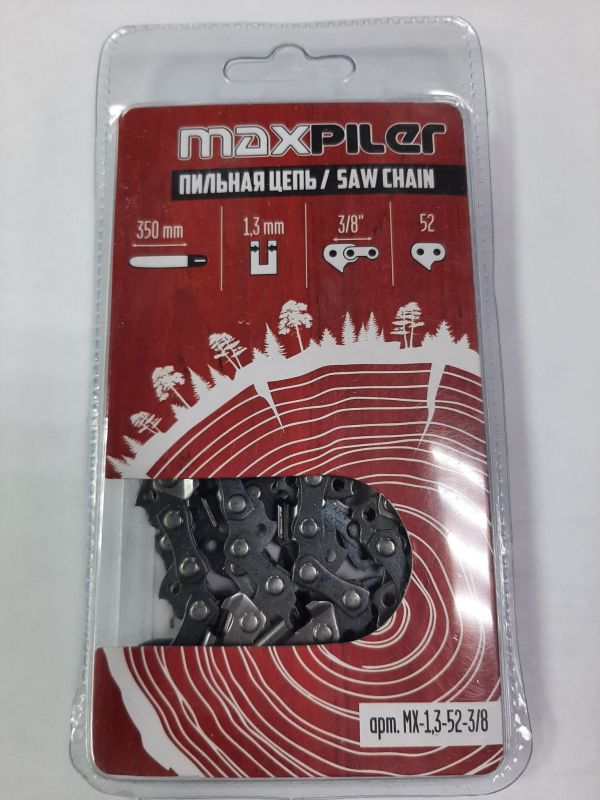 maxpiler
ПИЛЬНАЯ ЦЕПЬ / SAW CHAIN
350 mm 1,3 mm 3/8" 52
арт. MX-1,3-52-3/8